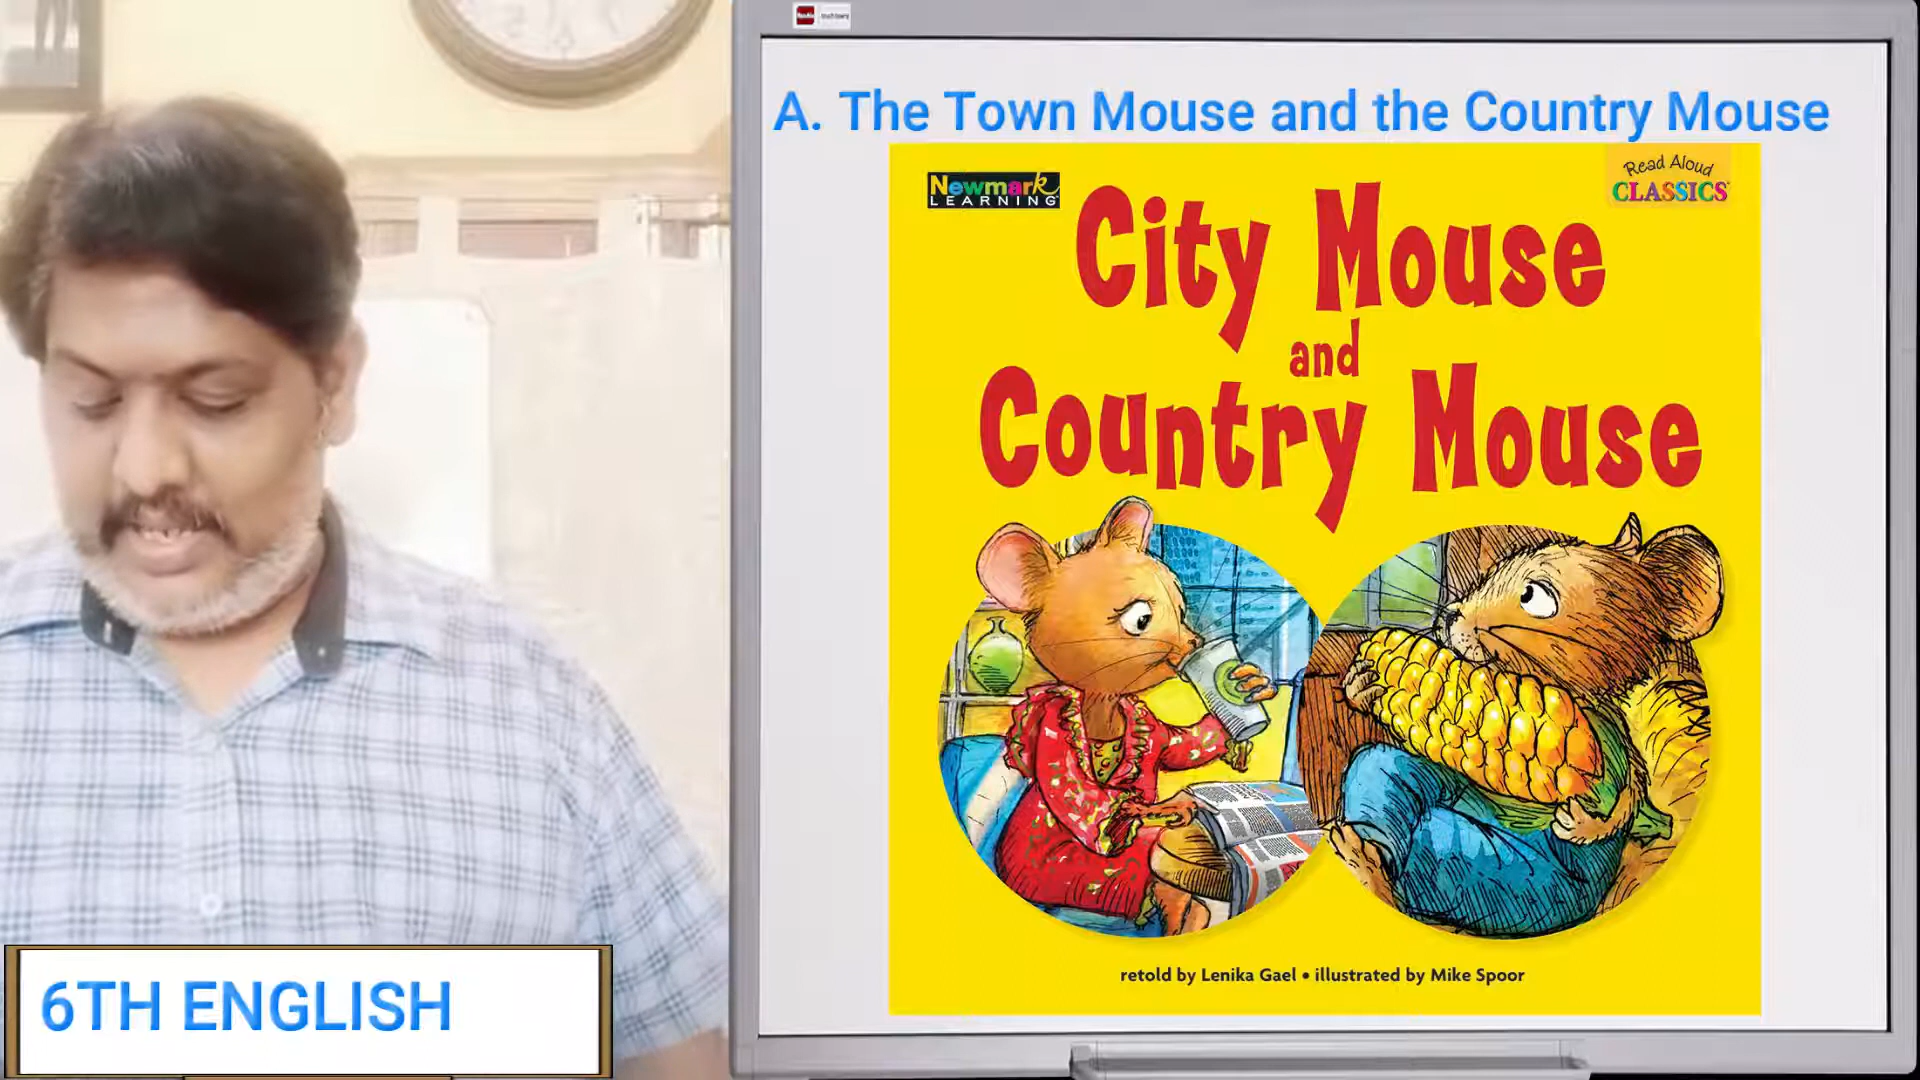 A. The Town Mouse and the Country Mouse
Newmark
LEARNING
Read Aloud
CLASSICS
City Mouse
and
Country Mouse
retold by Lenika Gael • illustrated by Mike Spoor
6TH ENGLISH